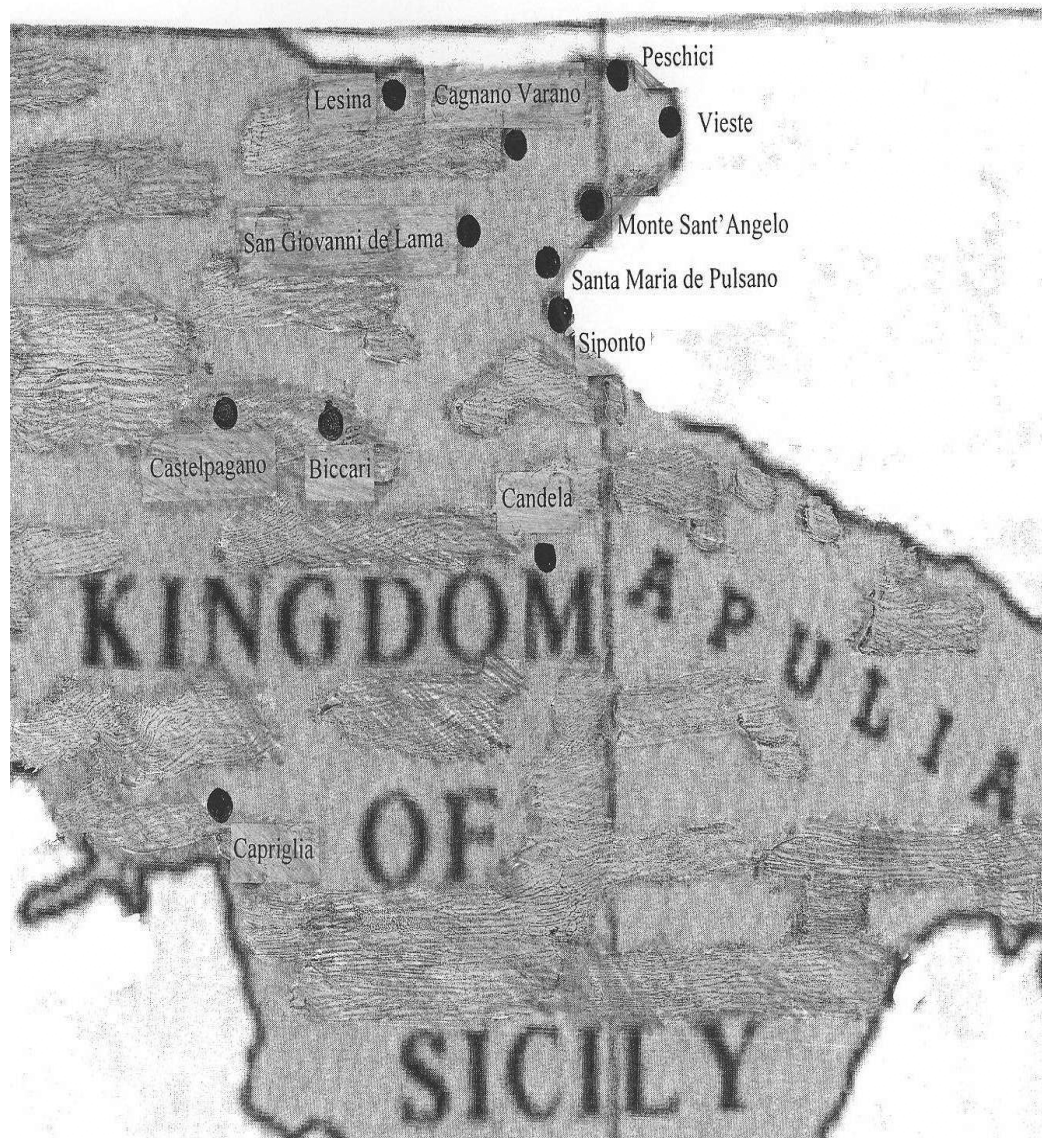 Peschici
Lesina
Cagnano Varano
Vieste
San Giovanni de Lama
Monte Sant’Angelo
Santa Maria de Pulsano
Siponto
Castelpagano
Biccari
Candela
KINGDOM
APULIA
OF
Capriglia
SICILY